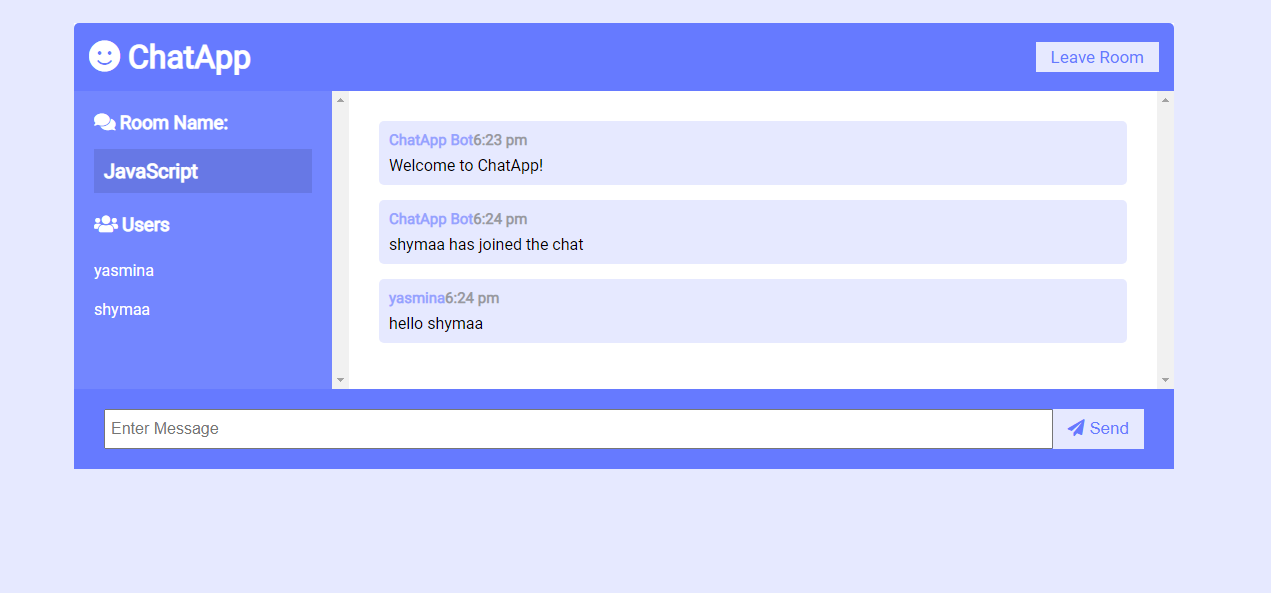 ChatApp
Leave Room
Room Name:
JavaScript
Users
yasmina
shymaa
ChatApp Bot6:23 pm
Welcome to ChatApp!
ChatApp Bot6:24 pm
shymaa has joined the chat
yasmina6:24 pm
hello shymaa
Enter Message
Send